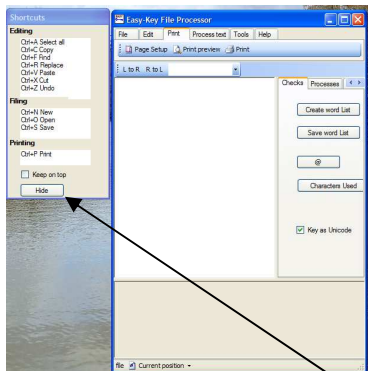 Shortcuts
Editing
Ctrl+A Select all
Ctrl+C Copy
Ctrl+F Find
Ctrl+R Replace
Ctrl+V Paste
Ctrl+X Cut
Ctrl+Z Undo
Filing
Ctrl+N New
Ctrl+O Open
Ctrl+S Save
Printing
Ctrl+P Print
Keep on top
Hide
Easy-Key File Processor
File Edit Print Process text Tools Help
Page Setup Print preview Print
L to R R to L
Checks Processes
Create word List
Save word List
@
Characters Used
Key as Unicode
file Current position